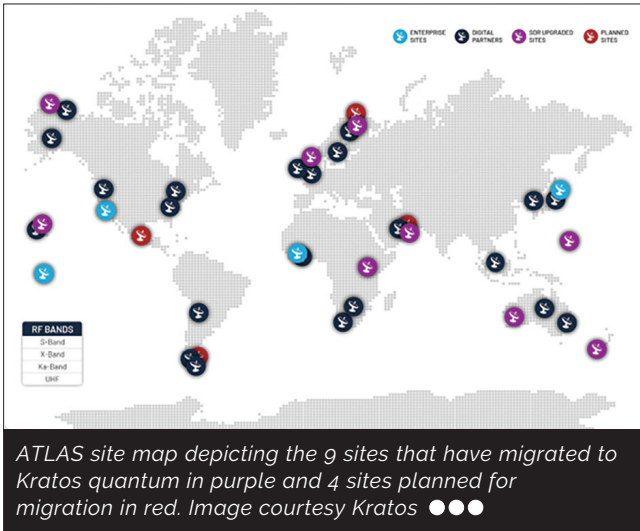 ENTERPRISE
SITES
DIGITAL
PARTNERS
SDR UPGRADED
SITES
PLANNED
SITES
RF BANDS
S-Band
X-Band
Ka-Band
UHF
ATLAS site map depicting the 9 sites that have migrated to
Kratos quantum in purple and 4 sites planned for
migration in red. Image courtesy Kratos